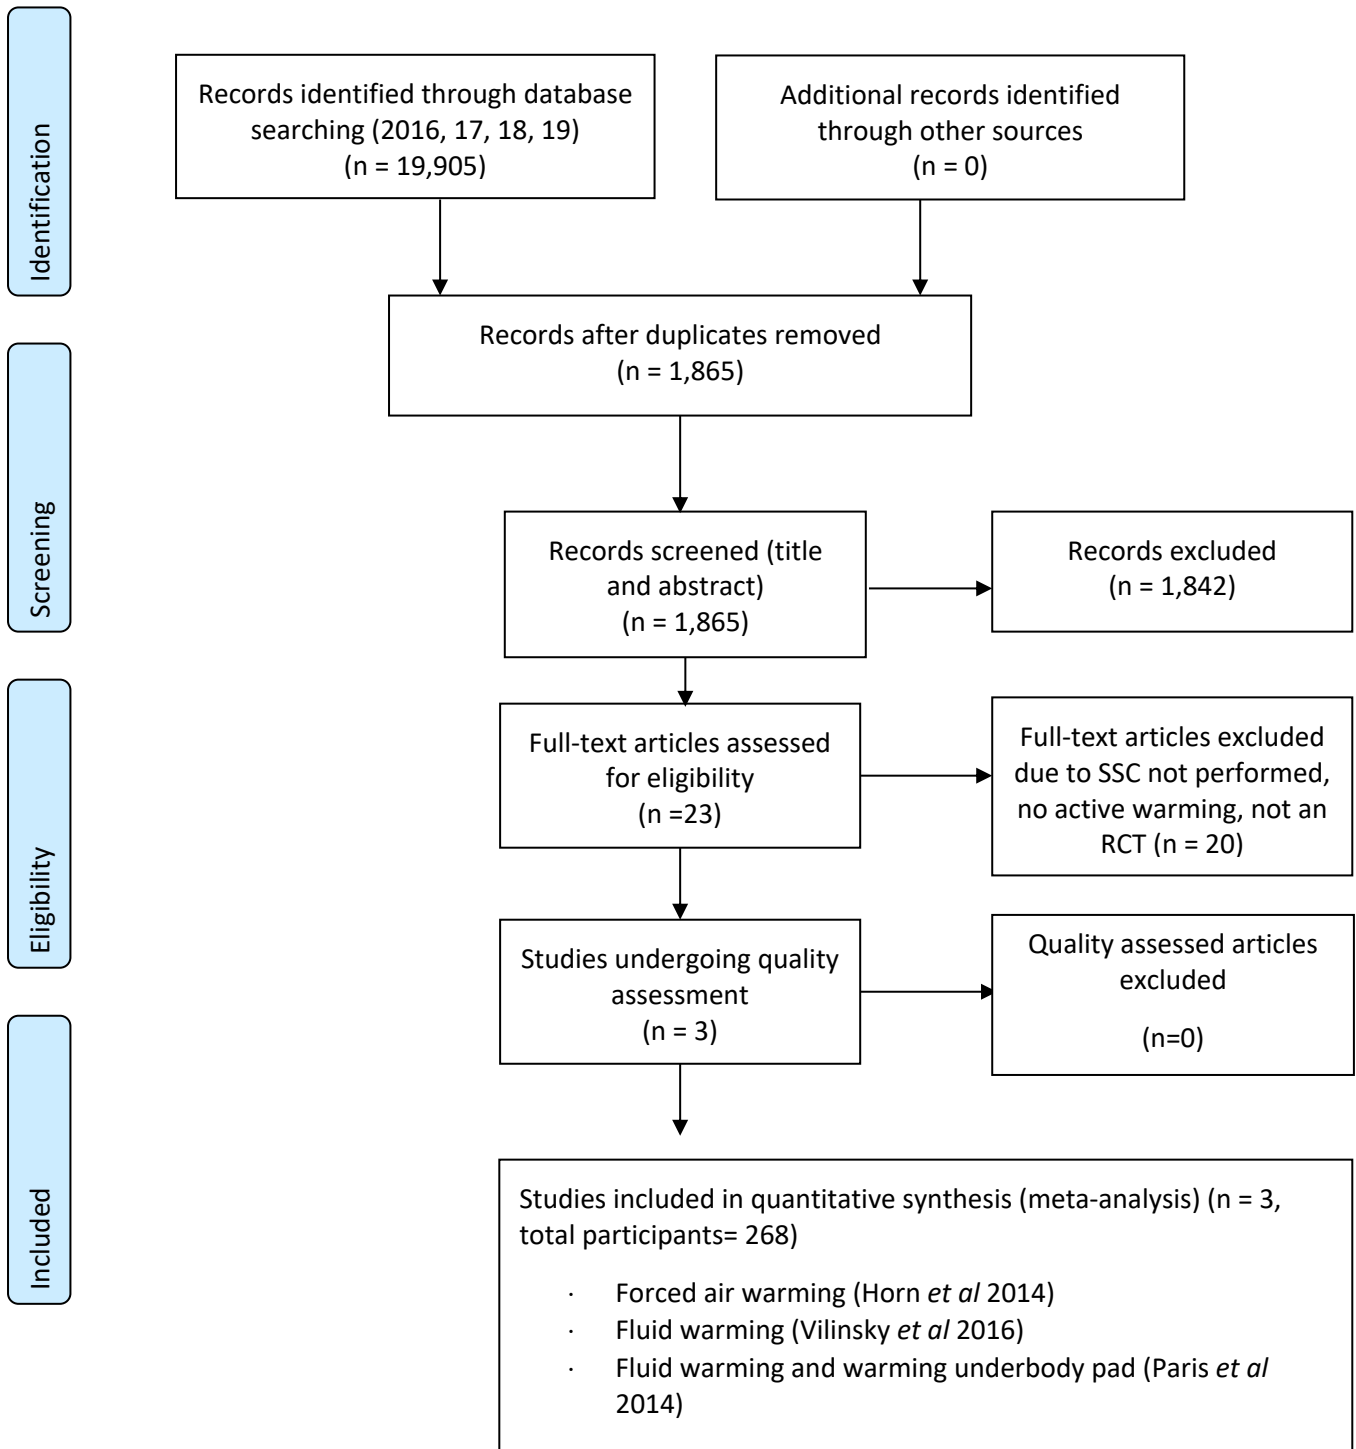 Identification
Records identified through database
searching (2016, 17, 18, 19)
(n = 19,905)
Additional records identified
through other sources
(n = 0)
Records after duplicates removed
(n = 1,865)
Screening
Records screened (title
and abstract)
(n = 1,865)
Records excluded
(n = 1,842)
Eligibility
Full-text articles assessed
for eligibility
(n =23)
Full-text articles excluded
due to SSC not performed,
no active warming, not an
RCT (n = 20)
Studies undergoing quality
assessment
(n = 3)
Quality assessed articles
excluded
(n=0)
Included
Studies included in quantitative synthesis (meta-analysis) (n = 3,
total participants= 268)
· Forced air warming (Horn et al 2014)
· Fluid warming (Vilinsky et al 2016)
· Fluid warming and warming underbody pad (Paris et al
2014)